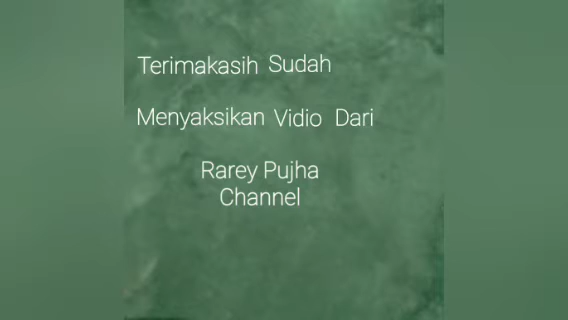 Terimakasih Sudah
Menyaksikan Vidio Dari
Rarey Pujha
Channel